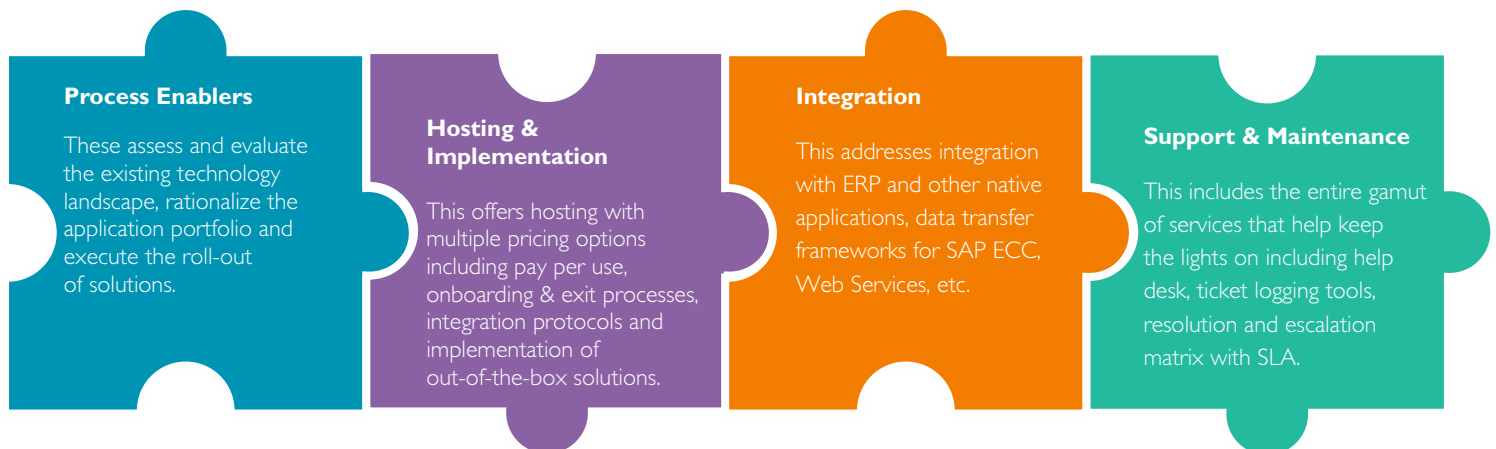 Process Enablers
These assess and evaluate
the existing technology
landscape, rationalize the
application portfolio and
execute the roll-out
of solutions.
Hosting &
Implementation
This offers hosting with
multiple pricing options
including pay per use,
onboarding & exit processes,
integration protocols and
implementation of
out-of-the-box solutions.
Integration
This addresses integration
with ERP and other native
applications, data transfer
frameworks for SAP ECC,
Web Services, etc.
Support & Maintenance
This includes the entire gamut
of services that help keep
the lights on including help
desk, ticket logging tools,
resolution and escalation
matrix with SLA.